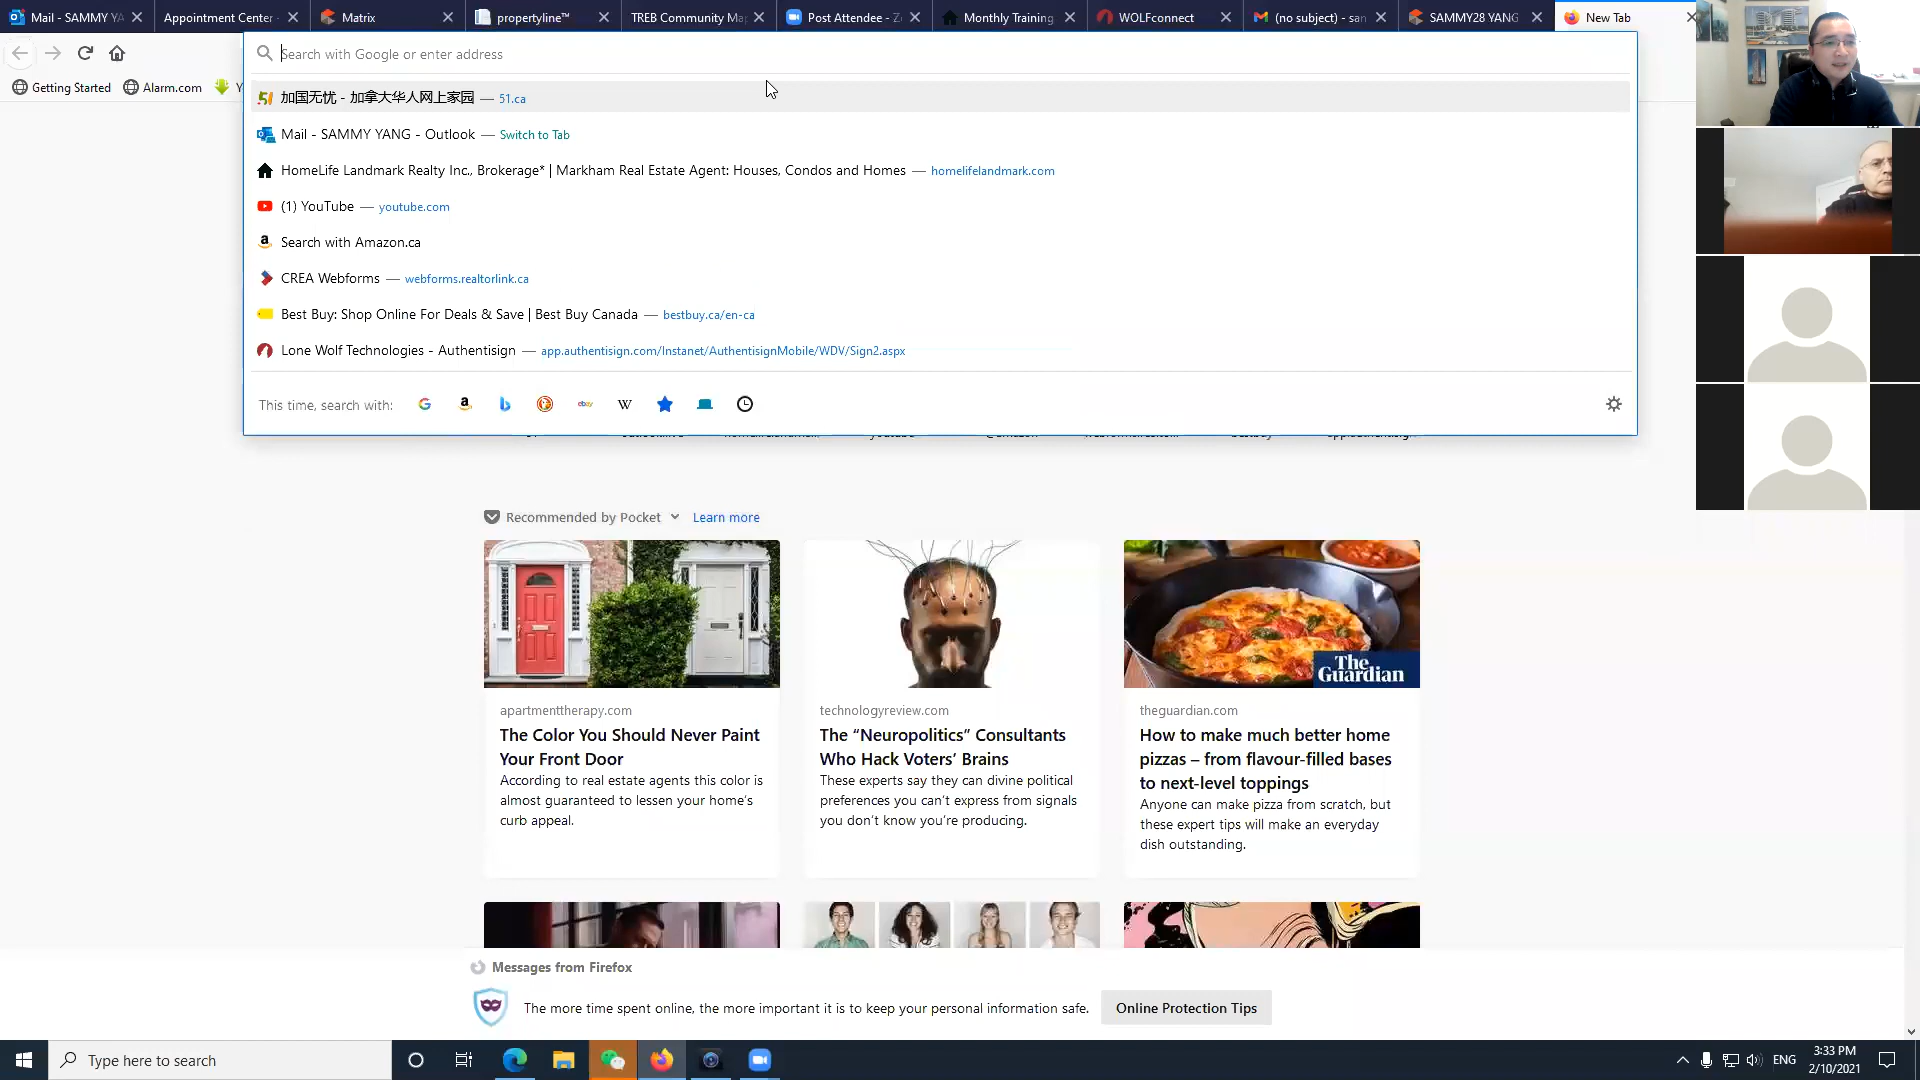 Mail - SAMMY YA
Appointment Center -
Matrix
propertyline™
TREB Community Ma
Post Attendee - Z
Monthly Training
WOLFconnect
(no subject) - san
SAMMY28 YANG
New Tab
Search with Google or enter address
Getting Started
Alarm.com
Y
加国无忧 - 加拿大华人网上家园 — 51.ca
Mail - SAMMY YANG - Outlook — Switch to Tab
HomeLife Landmark Realty Inc., Brokerage* | Markham Real Estate Agent: Houses, Condos and Homes — homelifelandmark.com
(1) YouTube — youtube.com
Search with Amazon.ca
CREA Webforms — webforms.realtorlink.ca
Best Buy: Shop Online For Deals & Save | Best Buy Canada — bestbuy.ca/en-ca
Lone Wolf Technologies - Authentisign — app.authentisign.com/Instanet/AuthentisignMobile/WDV/Sign2.aspx
This time, search with:
Recommended by Pocket
Learn more
The Guardian
apartmenttherapy.com
The Color You Should Never Paint
Your Front Door
According to real estate agents this color is
almost guaranteed to lessen your home’s
curb appeal.
technologyreview.com
The “Neuropolitics” Consultants
Who Hack Voters’ Brains
These experts say they can divine political
preferences you can’t express from signals
you don’t know you’re producing.
theguardian.com
How to make much better home
pizzas – from flavour-filled bases
to next-level toppings
Anyone can make pizza from scratch, but
these expert tips will make an everyday
dish outstanding.
Messages from Firefox
The more time spent online, the more important it is to keep your personal information safe.
Online Protection Tips
Type here to search
ENG
3:33 PM
2/10/2021